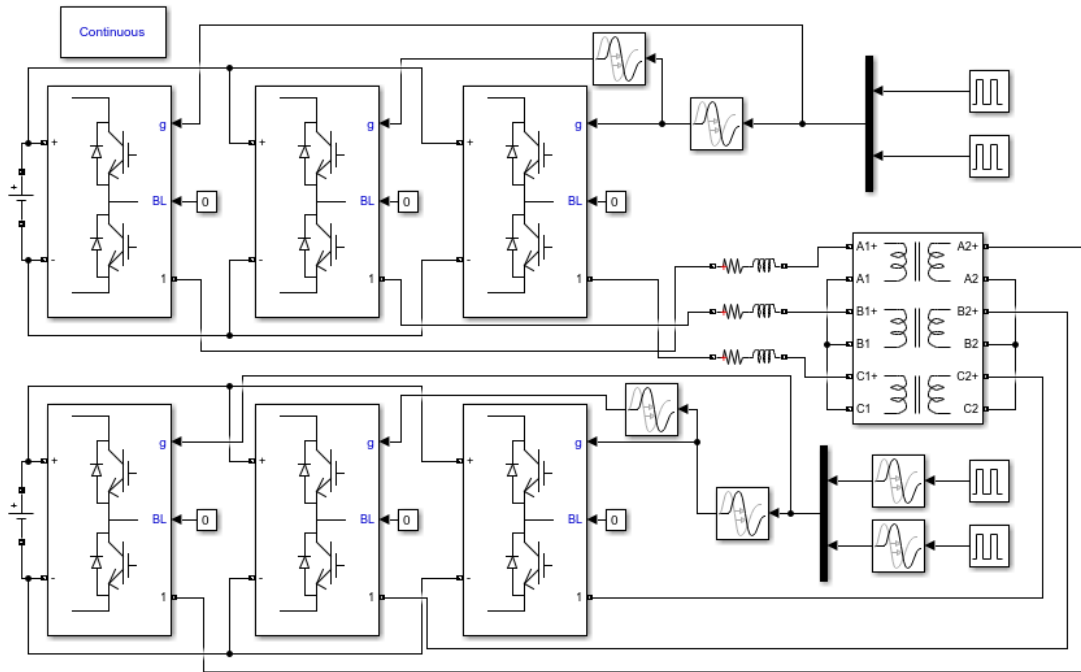 Continuous
+
g
BL
0
-
1
+
g
BL
0
-
1
+
g
BL
0
-
1
+
A1+
A2+
A1
A2
B1+
B2+
B1
B2
C1+
C2+
C1
C2
+
g
BL
0
-
1
+
g
BL
0
-
1
+
g
BL
0
-
1
+